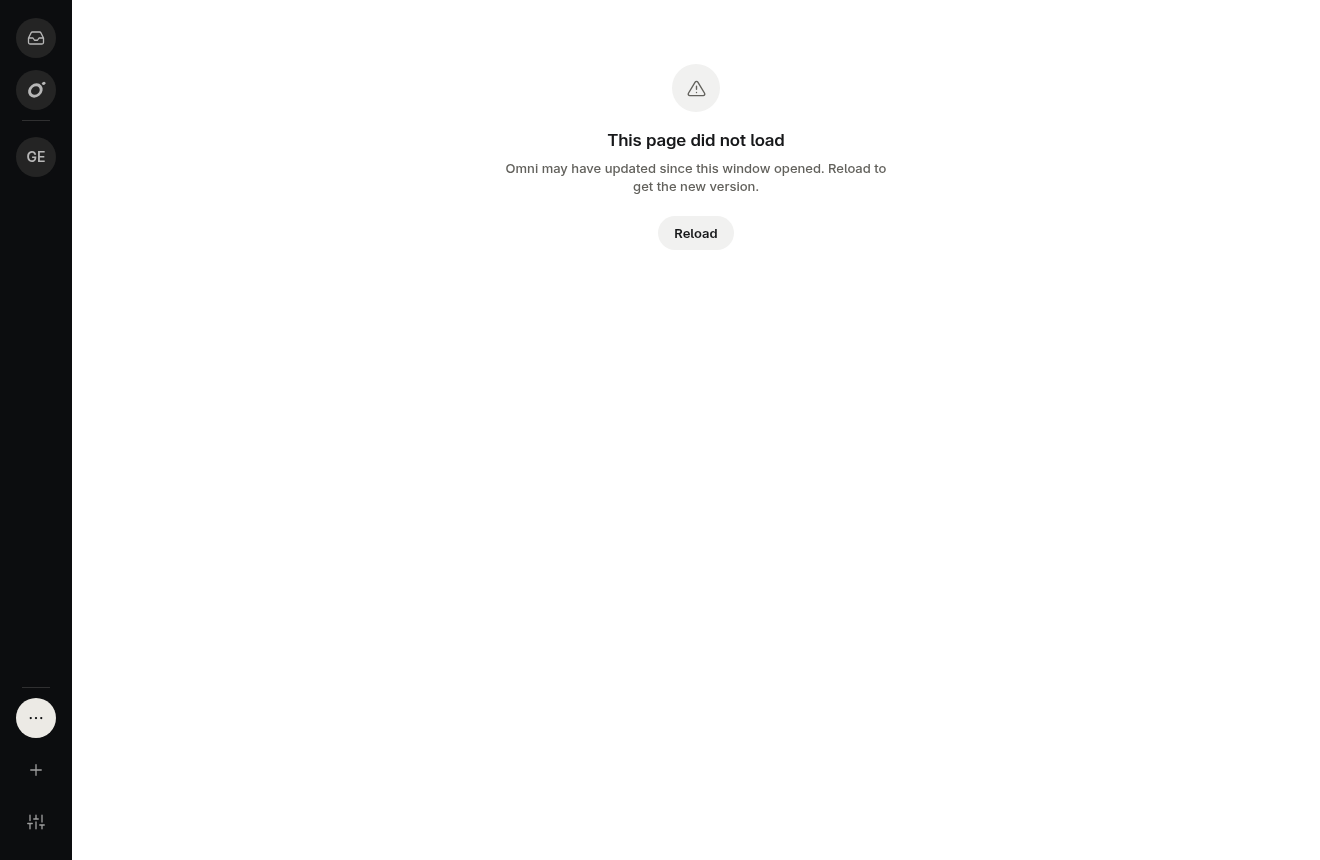 GE
This page did not load
Omni may have updated since this window opened. Reload to
get the new version.
Reload